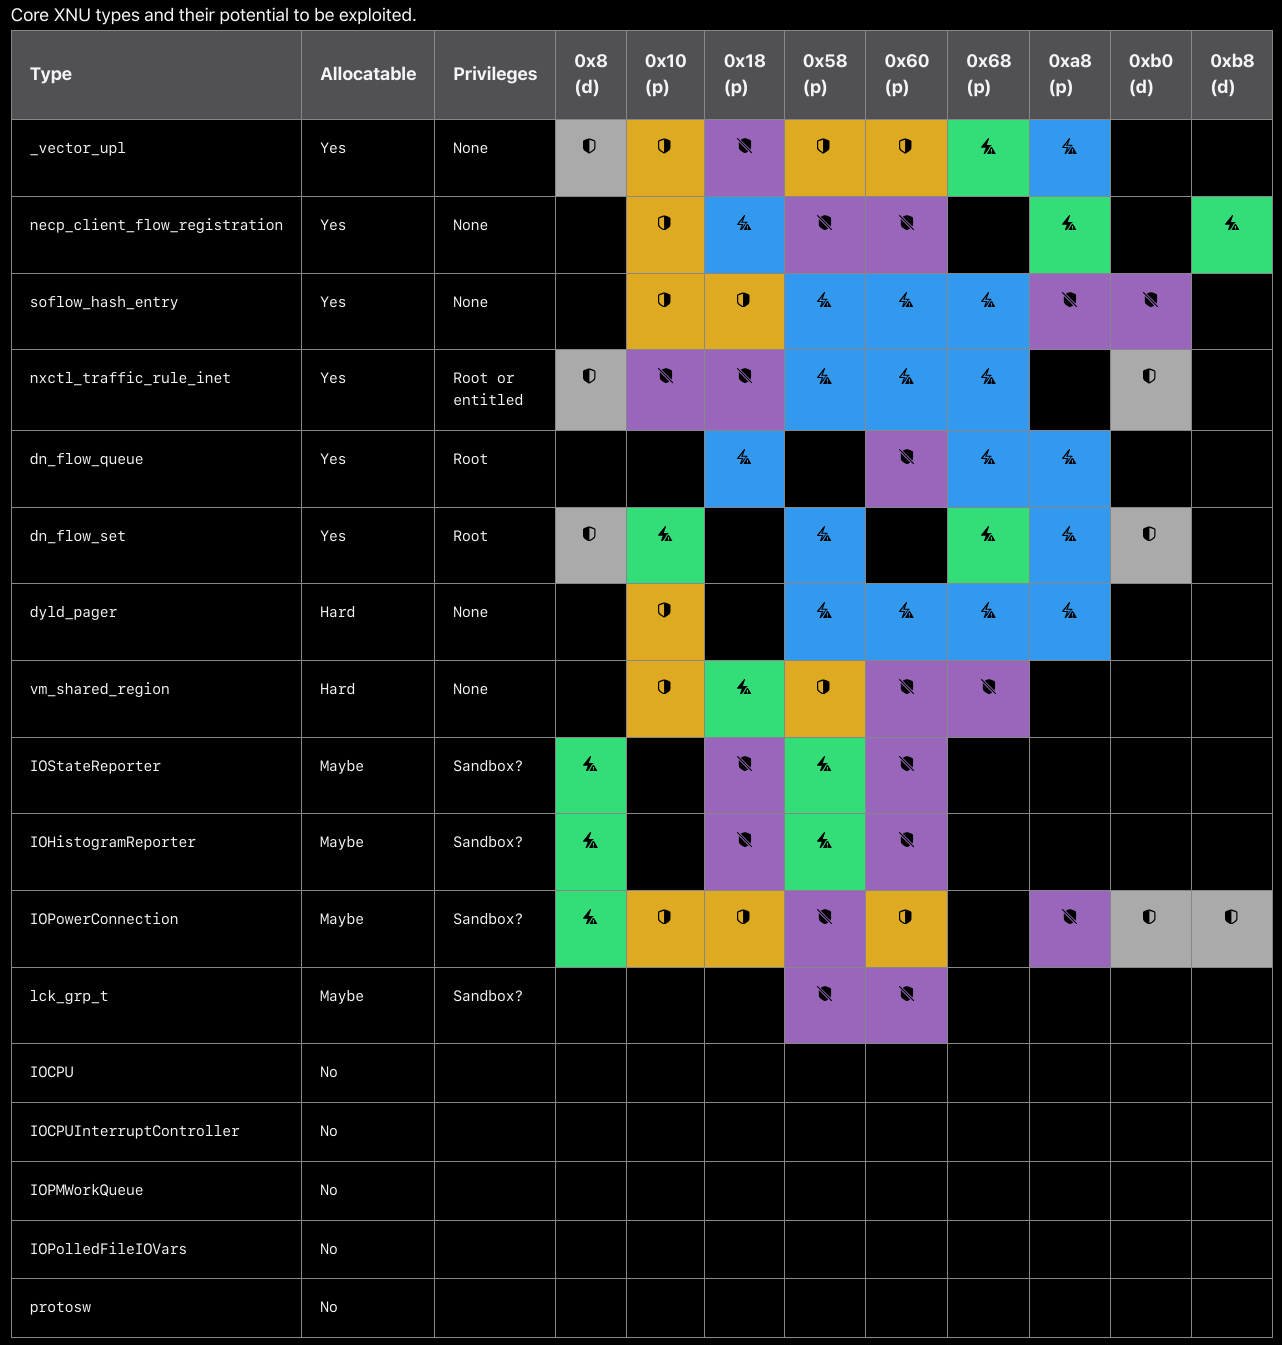 Core XNU types and their potential to be exploited.
Type Allocatable Privileges 0x8 (d) 0x10 (p) 0x18 (p) 0x58 (p) 0x60 (p) 0x68 (p) 0xa8 (p) 0xb0 (d) 0xb8 (d)
_vector_upl Yes None
necp_client_flow_registration Yes None
soflow_hash_entry Yes None
nxctl_traffic_rule_inet Yes Root or entitled
dn_flow_queue Yes Root
dn_flow_set Yes Root
dyld_pager Hard None
vm_shared_region Hard None
IOStateReporter Maybe Sandbox?
IOHistogramReporter Maybe Sandbox?
IOPowerConnection Maybe Sandbox?
lck_grp_t Maybe Sandbox?
IOCPU No
IOCPUInterruptController No
IOPMWorkQueue No
IOPolledFileIOVars No
protosw No